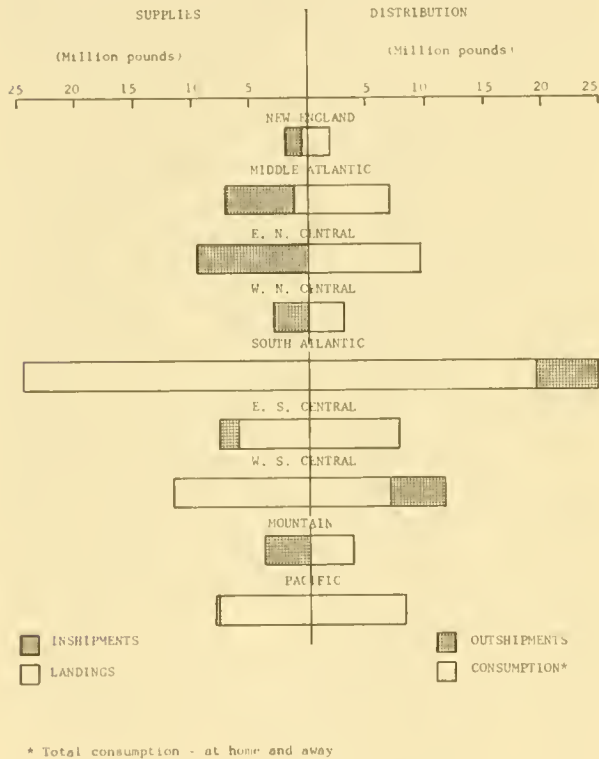 SUPPLIES DISTRIBUTION
(Million pounds) (Million pounds)
25 20 15 10 5 5 10 15 20 25
NEW ENGLAND
MIDDLE ATLANTIC
E. N. CENTRAL
W. N. CENTRAL
SOUTH ATLANTIC
E. S. CENTRAL
W. S. CENTRAL
MOUNTAIN
PACIFIC
INSHIPMENTS OUTSHIPMENTS
LANDINGS CONSUMPTION*
* Total consumption - at home and away